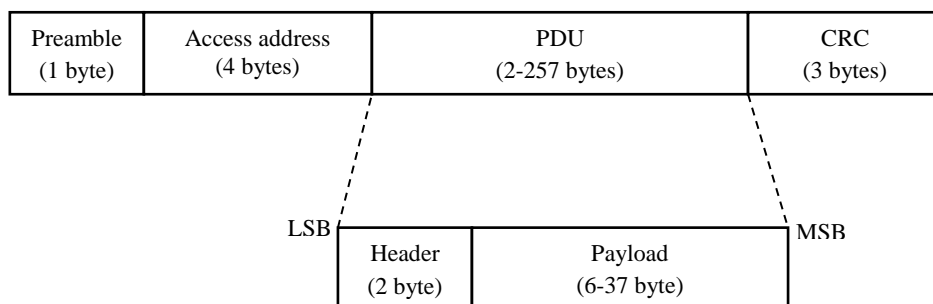 Preamble
(1 byte)
Access address
(4 bytes)
PDU
(2-257 bytes)
CRC
(3 bytes)
LSB
MSB
Header
(2 byte)
Payload
(6-37 byte)